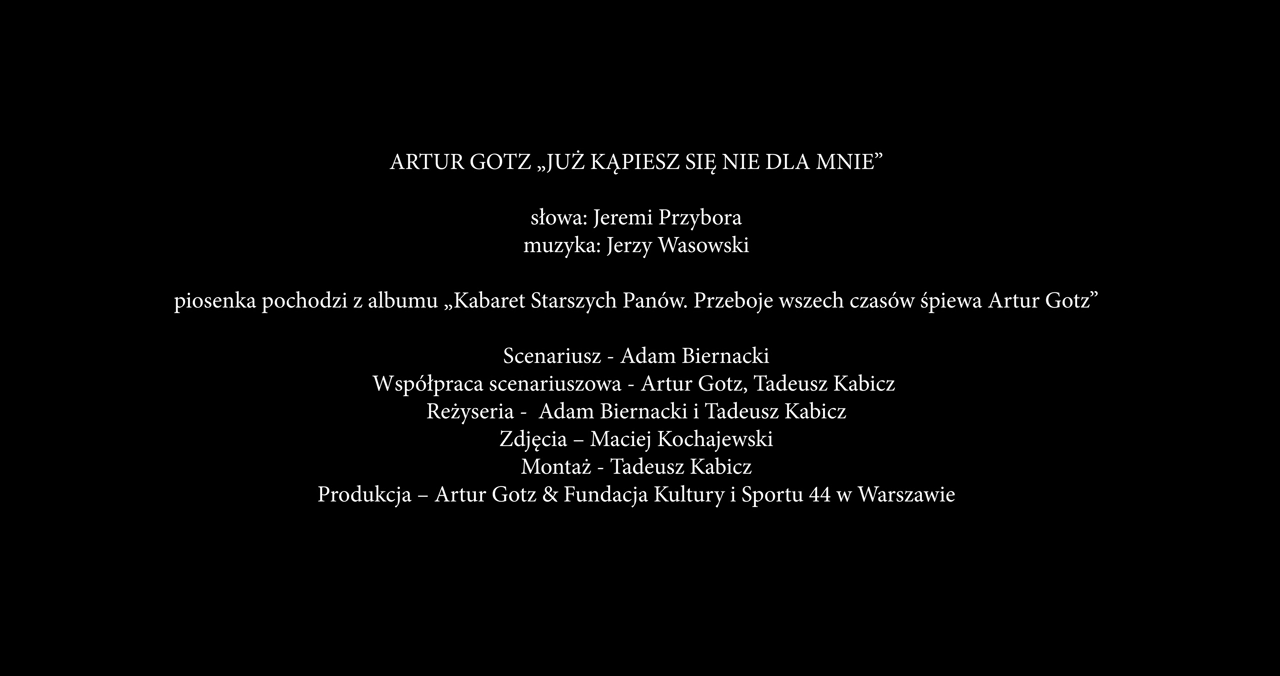 ARTUR GOTZ „JUŻ KĄPIESZ SIĘ NIE DLA MNIE”
słowa: Jeremi Przybora
muzyka: Jerzy Wasowski
piosenka pochodzi z albumu „Kabaret Starszych Panów. Przeboje wszech czasów śpiewa Artur Gotz”
Scenariusz - Adam Biernacki
Współpraca scenariuszowa - Artur Gotz, Tadeusz Kabicz
Reżyseria -  Adam Biernacki i Tadeusz Kabicz
Zdjęcia – Maciej Kochajewski
Montaż - Tadeusz Kabicz
Produkcja – Artur Gotz & Fundacja Kultury i Sportu 44 w Warszawie